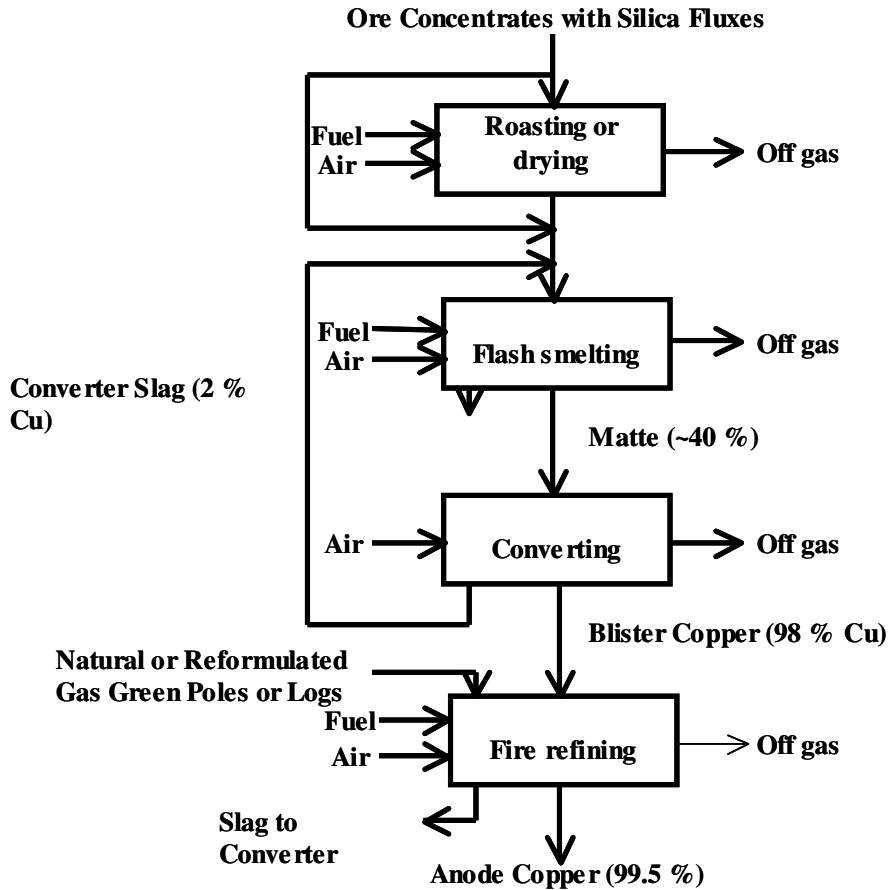 Ore Concentrates with Silica Fluxes
Fuel
Air
Roasting or
drying
Off gas
Fuel
Air
Flash smelting
Off gas
Converter Slag (2 %
Cu)
Matte (~40 %)
Air
Converting
Off gas
Blister Copper (98 % Cu)
Natural or Reformulated
Gas Green Poles or Logs
Fuel
Air
Fire refining
Off gas
Slag to
Converter
Anode Copper (99.5 %)